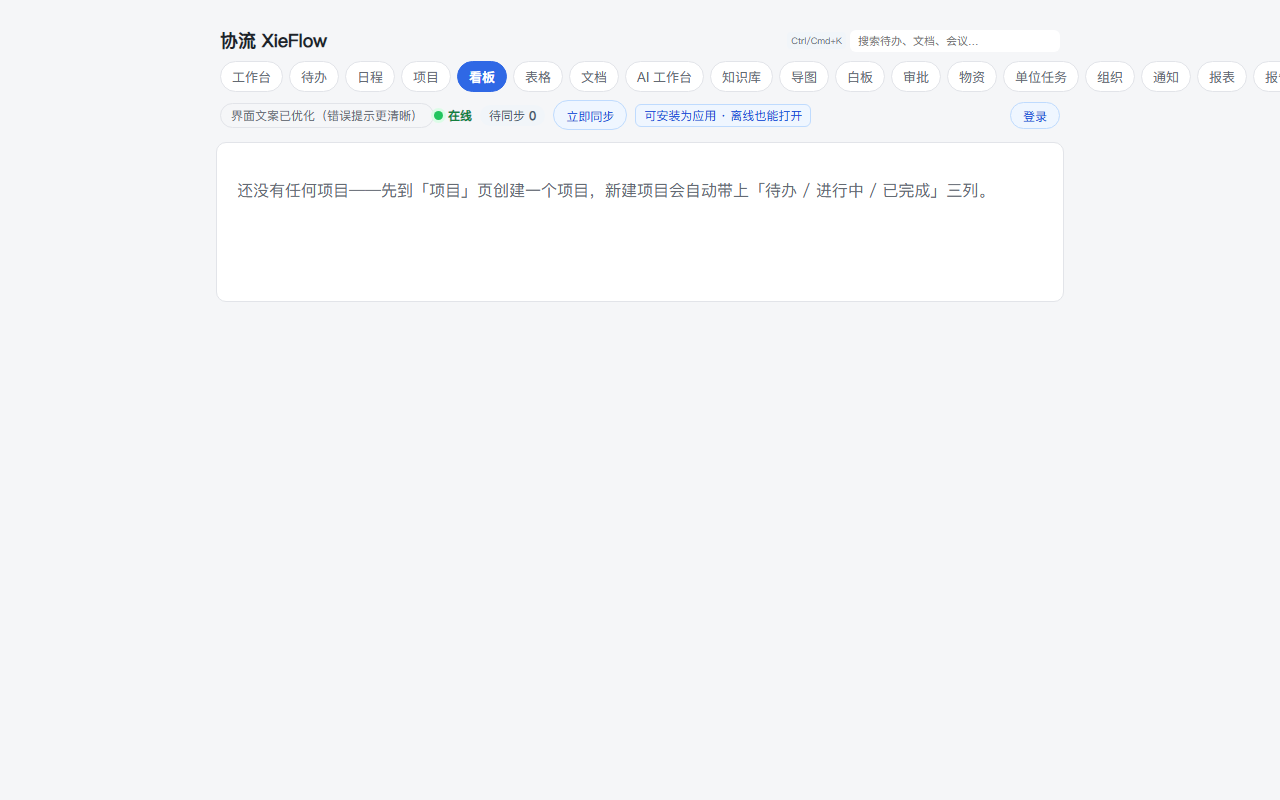 协流 XieFlow
Ctrl/Cmd+K 搜索待办、文档、会议...
工作台 待办 日程 项目 看板 表格 文档 AI 工作台 知识库 导图 白板 审批 物资 单位任务 组织 通知 报表
界面文案已优化（错误提示更清晰） 在线 待同步 0 立即同步 可安装为应用 · 离线也能打开 登录
还没有任何项目——先到「项目」页创建一个项目，新建项目会自动带上「待办 / 进行中 / 已完成」三列。